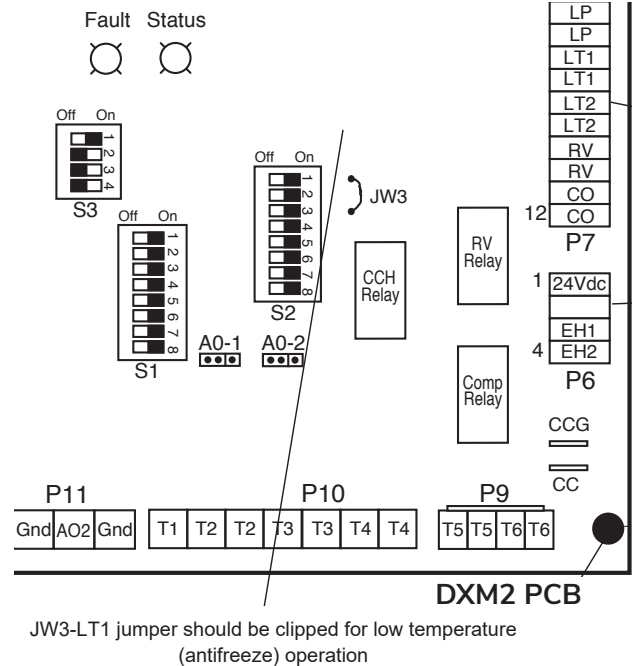 Fault Status
Off On
1
2
3
4
S3
Off On
1
2
3
4
5
6
7
8
S1
Off On
1
2
3
4
5
6
7
8
S2
JW3
CCH
Relay
RV
Relay
Comp
Relay
A0-1
A0-2
LP
LP
LT1
LT1
LT2
LT2
RV
RV
CO
12 CO
P7
1 24Vdc
EH1
4 EH2
P6
CCG
CC
P11
Gnd AO2 Gnd
P10
T1 T2 T2 T3 T3 T4 T4
P9
T5 T5 T6 T6
DXM2 PCB
JW3-LT1 jumper should be clipped for low temperature
(antifreeze) operation